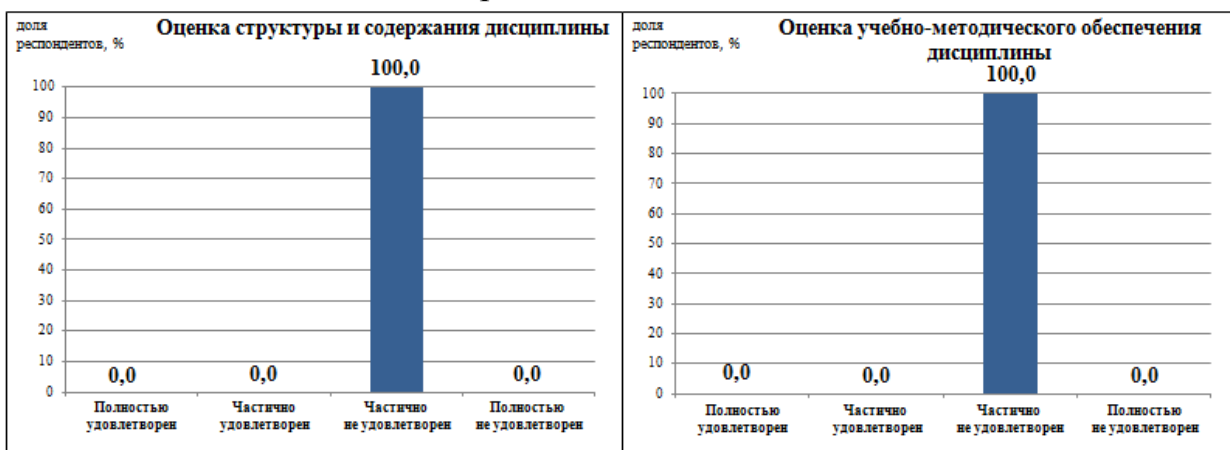 доля
респондентов, %
Оценка структуры и содержания дисциплины
100,0
100
90
80
70
60
50
40
30
20
10
0
0,0
0,0
0,0
Полностью
удовлетворен
Частично
удовлетворен
Частично
не удовлетворен
Полностью
не удовлетворен
доля
респондентов, %
Оценка учебно-методического обеспечения
дисциплины
100,0
100
90
80
70
60
50
40
30
20
10
0
0,0
0,0
0,0
Полностью
удовлетворен
Частично
удовлетворен
Частично
не удовлетворен
Полностью
не удовлетворен